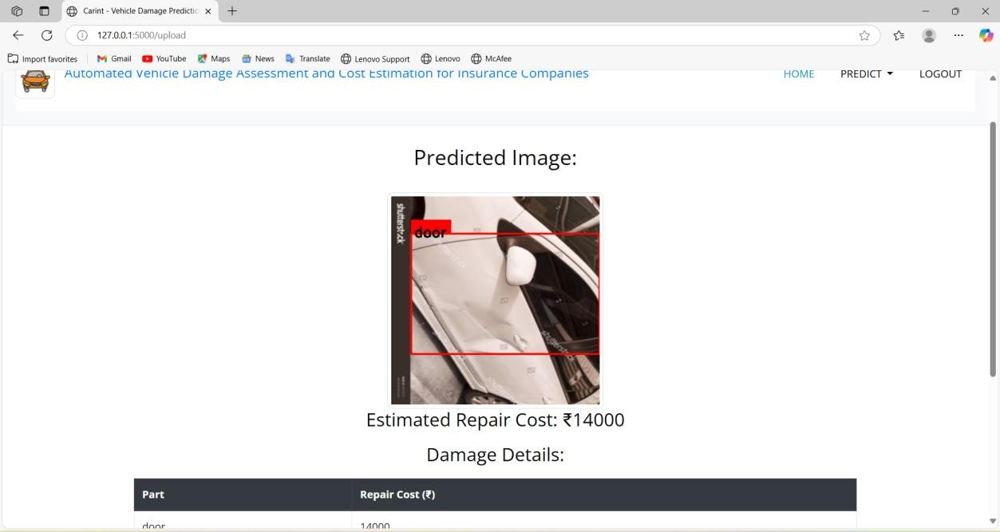 Carint - Vehicle Damage Predictio
127.0.0.1:5000/upload
Import favorites Gmail YouTube Maps News Translate Lenovo Support Lenovo McAfee
Automated Vehicle Damage Assessment and Cost Estimation for Insurance Companies HOME PREDICT LOGOUT
Predicted Image:
shutterstock
door
shutterstock
Estimated Repair Cost: ₹14000
Damage Details:
Part Repair Cost (₹)
door 14000